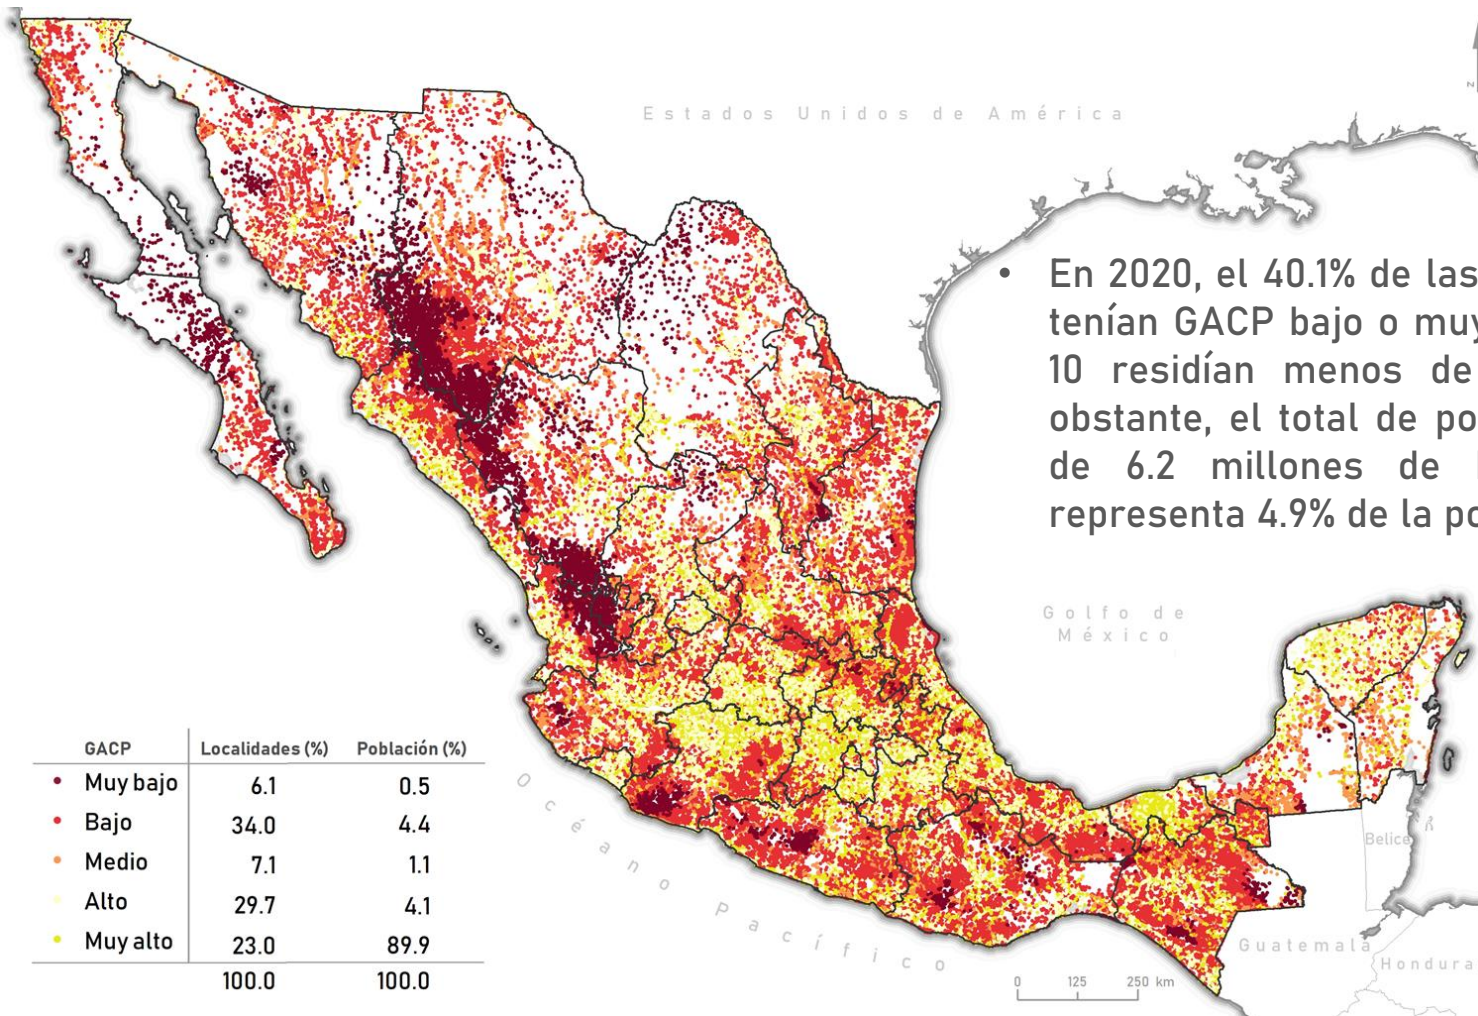 Estados Unidos de América
• En 2020, el 40.1% de las
tenían GACP bajo o muy
10 residían menos de
obstante, el total de po
de 6.2 millones de
representa 4.9% de la po
Golfo de
México
GACP Localidades (%) Población (%)
• Muy bajo 6.1 0.5
• Bajo 34.0 4.4
• Medio 7.1 1.1
• Alto 29.7 4.1
• Muy alto 23.0 89.9
100.0 100.0
Océano Pacífico
Belice
Guatemala
Hondura
0 125 250 km
N